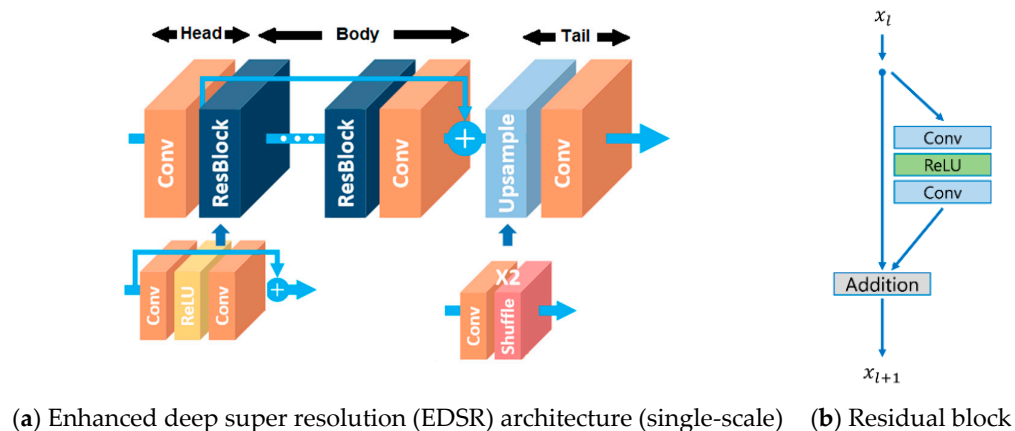 Head Body Tail
Conv
ResBlock
ResBlock
Conv
Upsample
Conv
Conv
ReLU
Conv
X2
Conv
Shuffle
(a) Enhanced deep super resolution (EDSR) architecture (single-scale)
x_l
Conv
ReLU
Conv
Addition
x_{l+1}
(b) Residual block